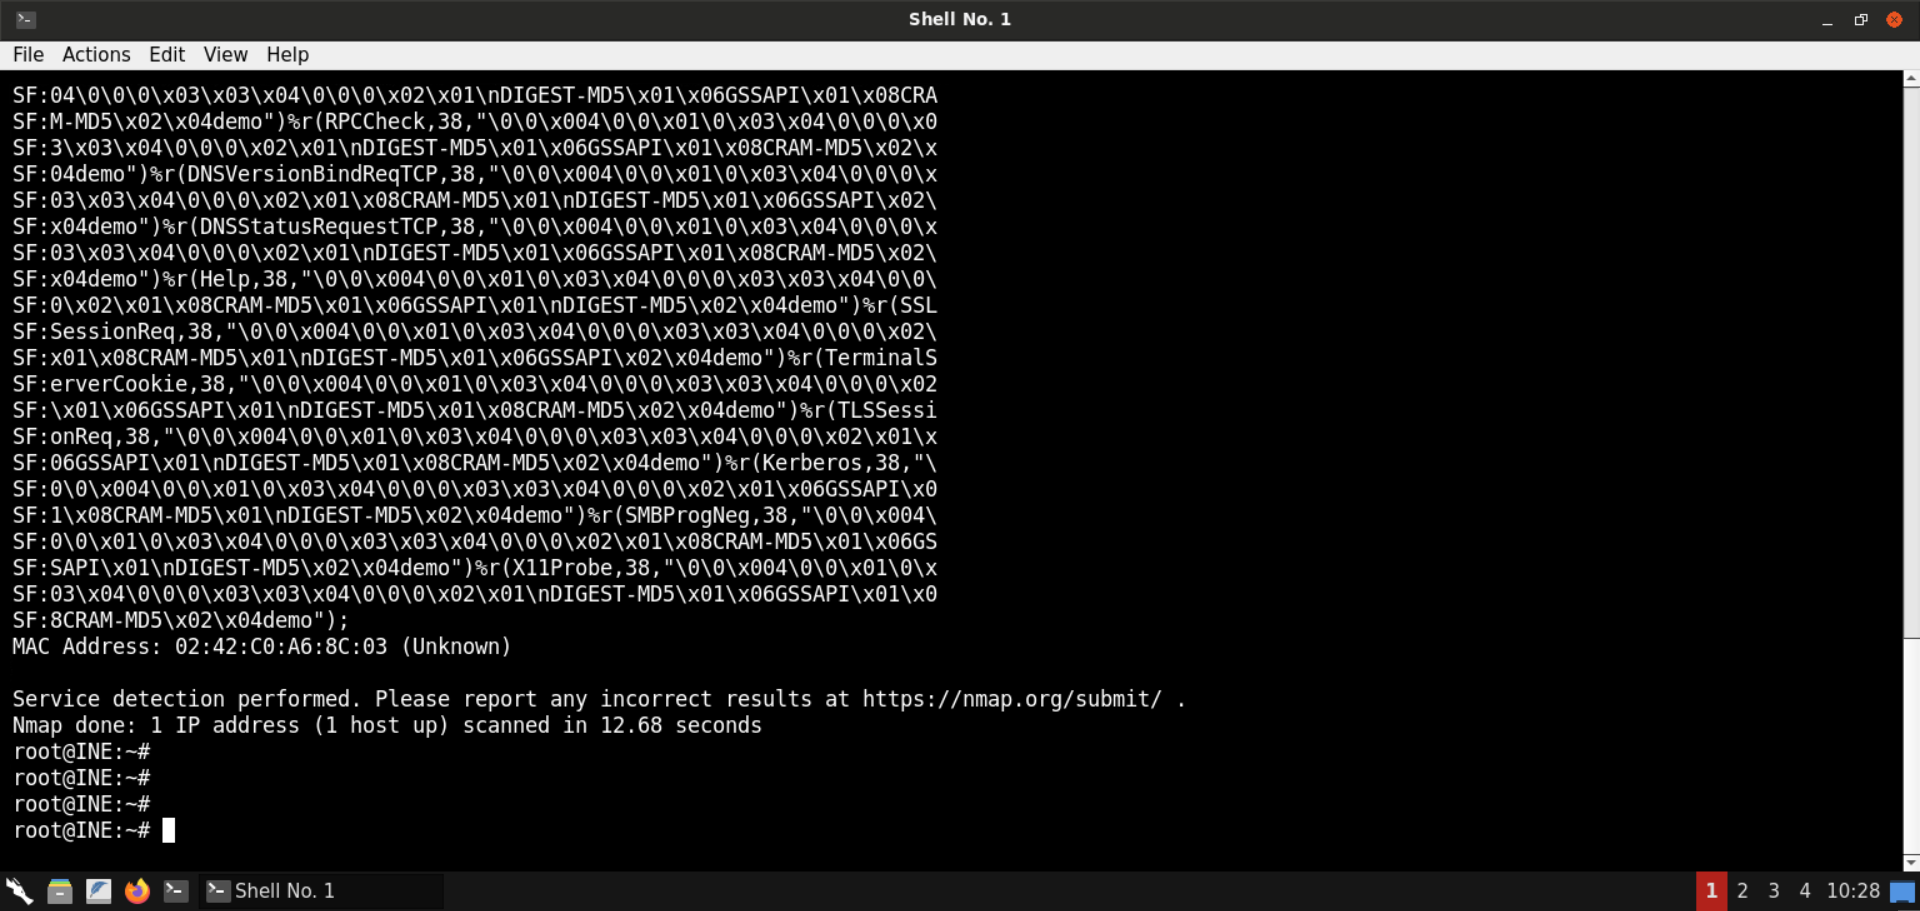 Shell No. 1
File Actions Edit View Help
SF:04\0\0\0\x03\x03\x04\0\0\0\x02\x01\nDIGEST-MD5\x01\x06GSSAPI\x01\x08CRA
SF:M-MD5\x02\x04demo")%r(RPCCheck,38,"\0\0\x004\0\0\x01\0\x03\x04\0\0\0\x0
SF:3\x03\x04\0\0\0\x02\x01\nDIGEST-MD5\x01\x06GSSAPI\x01\x08CRAM-MD5\x02\x
SF:04demo")%r(DNSVersionBindReqTCP,38,"\0\0\x004\0\0\x01\0\x03\x04\0\0\0\x
SF:03\x03\x04\0\0\0\x02\x01\x08CRAM-MD5\x01\nDIGEST-MD5\x01\x06GSSAPI\x02\
SF:x04demo")%r(DNSStatusRequestTCP,38,"\0\0\x004\0\0\x01\0\x03\x04\0\0\0\x
SF:03\x03\x04\0\0\0\x02\x01\nDIGEST-MD5\x01\x06GSSAPI\x01\x08CRAM-MD5\x02\
SF:x04demo")%r(Help,38,"\0\0\x004\0\0\x01\0\x03\x04\0\0\0\x03\x03\x04\0\0\
SF:0\x02\x01\x08CRAM-MD5\x01\x06GSSAPI\x01\nDIGEST-MD5\x02\x04demo")%r(SSL
SF:SessionReq,38,"\0\0\x004\0\0\x01\0\x03\x04\0\0\0\x03\x03\x04\0\0\0\x02\
SF:x01\x08CRAM-MD5\x01\nDIGEST-MD5\x01\x06GSSAPI\x02\x04demo")%r(TerminalS
SF:erverCookie,38,"\0\0\x004\0\0\x01\0\x03\x04\0\0\0\x03\x03\x04\0\0\0\x02
SF:\x01\x06GSSAPI\x01\nDIGEST-MD5\x01\x08CRAM-MD5\x02\x04demo")%r(TLSSessi
SF:onReq,38,"\0\0\x004\0\0\x01\0\x03\x04\0\0\0\x03\x03\x04\0\0\0\x02\x01\x
SF:06GSSAPI\x01\nDIGEST-MD5\x01\x08CRAM-MD5\x02\x04demo")%r(Kerberos,38,"\
SF:0\0\x004\0\0\x01\0\x03\x04\0\0\0\x03\x03\x04\0\0\0\x02\x01\x06GSSAPI\x0
SF:1\x08CRAM-MD5\x01\nDIGEST-MD5\x02\x04demo")%r(SMBProgNeg,38,"\0\0\x004\
SF:0\0\x01\0\x03\x04\0\0\0\x03\x03\x04\0\0\0\x02\x01\x08CRAM-MD5\x01\x06GS
SF:SAPI\x01\nDIGEST-MD5\x02\x04demo")%r(X11Probe,38,"\0\0\x004\0\0\x01\0\x
SF:03\x04\0\0\0\x03\x03\x04\0\0\0\x02\x01\nDIGEST-MD5\x01\x06GSSAPI\x01\x0
SF:8CRAM-MD5\x02\x04demo");
MAC Address: 02:42:C0:A6:8C:03 (Unknown)
Service detection performed. Please report any incorrect results at https://nmap.org/submit/ .
Nmap done: 1 IP address (1 host up) scanned in 12.68 seconds
root@INE:~#
root@INE:~#
root@INE:~#
root@INE:~#
Shell No. 1
1 2 3 4 10:28